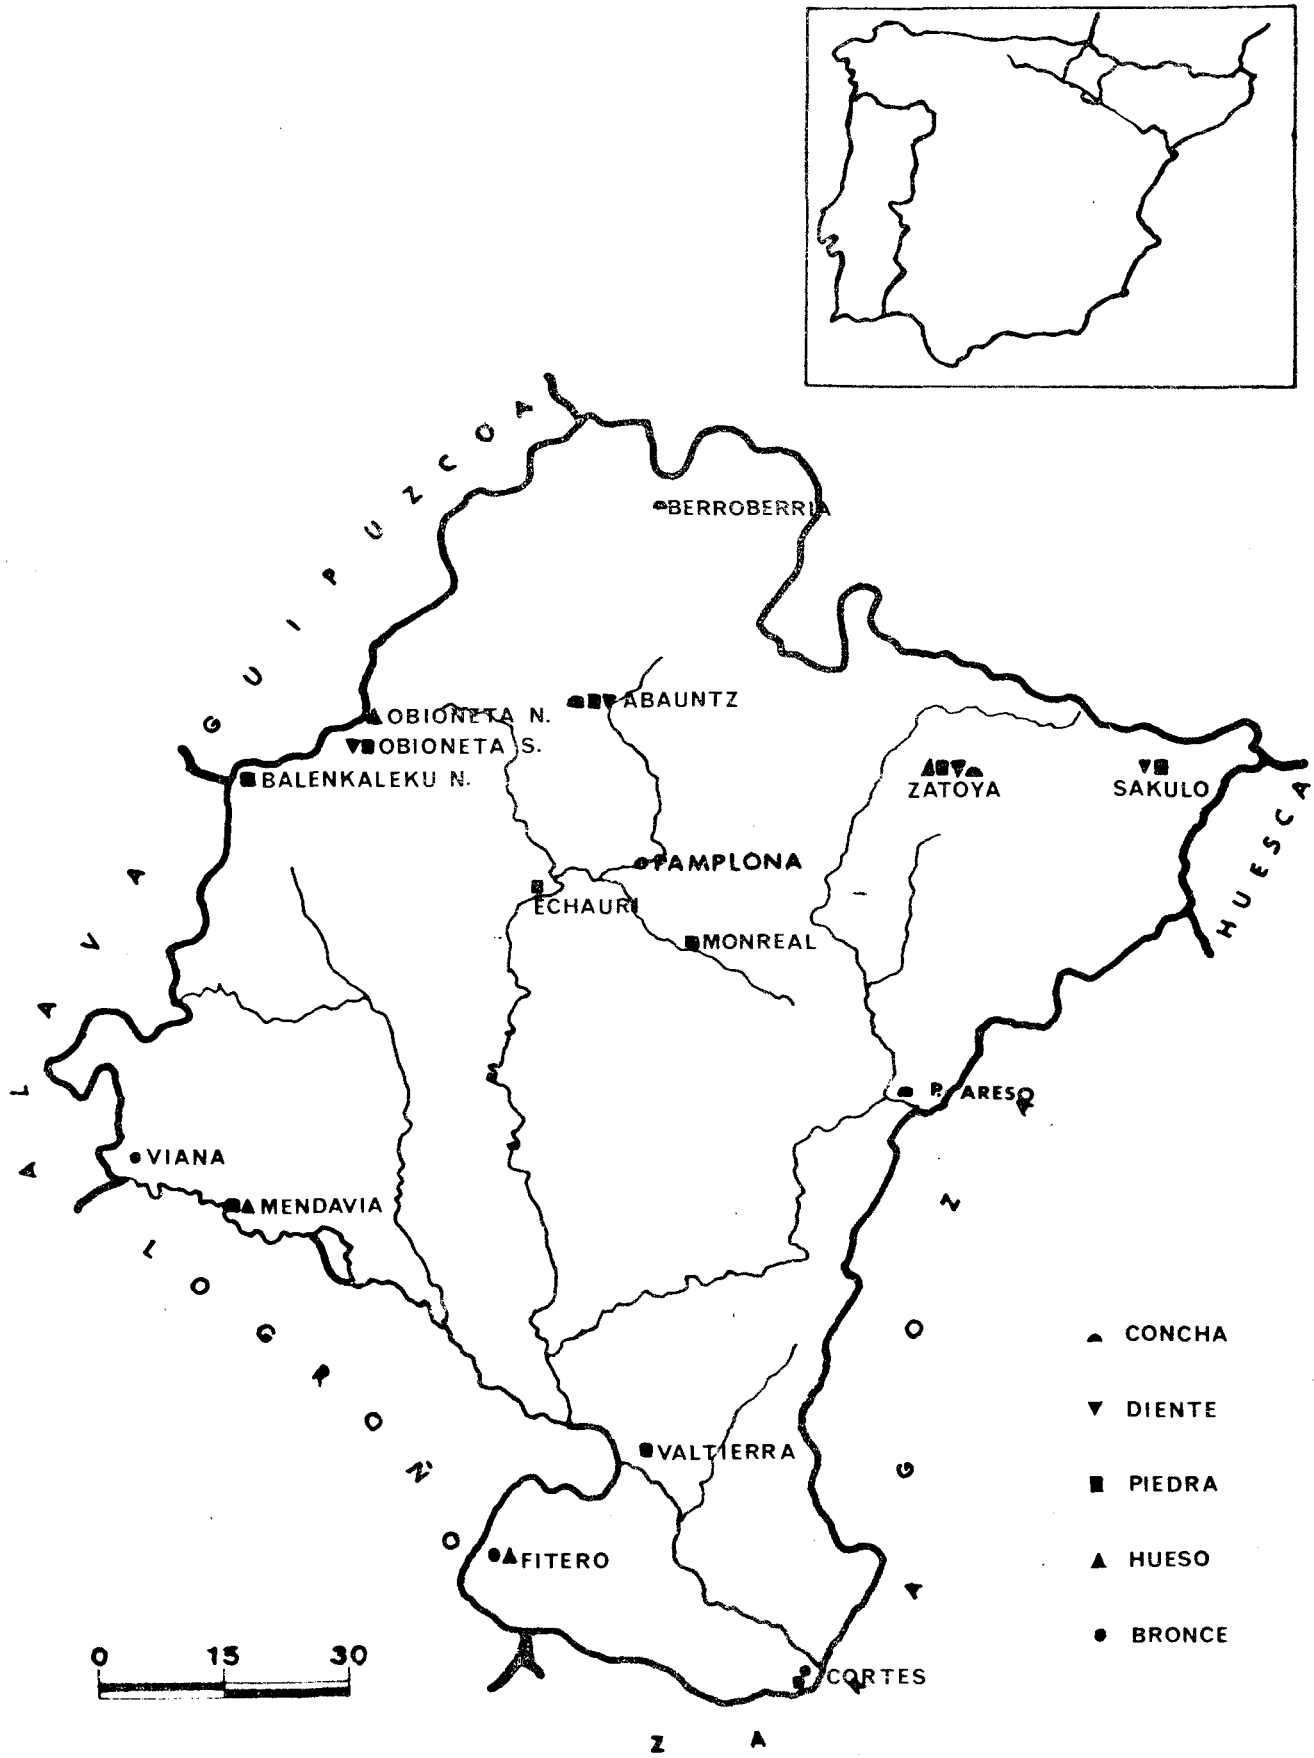 GUIPUZCOA
BERROBERRIA
ABAUNTZ
OBIONETA N.
OBIONETA S.
BALENKALEKU N.
ZATOYA
SAKULO
HUESCA
ALAVA
PAMPLONA
ECHAURI
MONREAL
P. ARESO
VIANA
MENDAVIA
LOGROÑO
ZARAGOZA
CONCHA
DIENTE
VALTIERRA
PIEDRA
FITERO
HUESO
BRONCE
0 15 30
CORTES